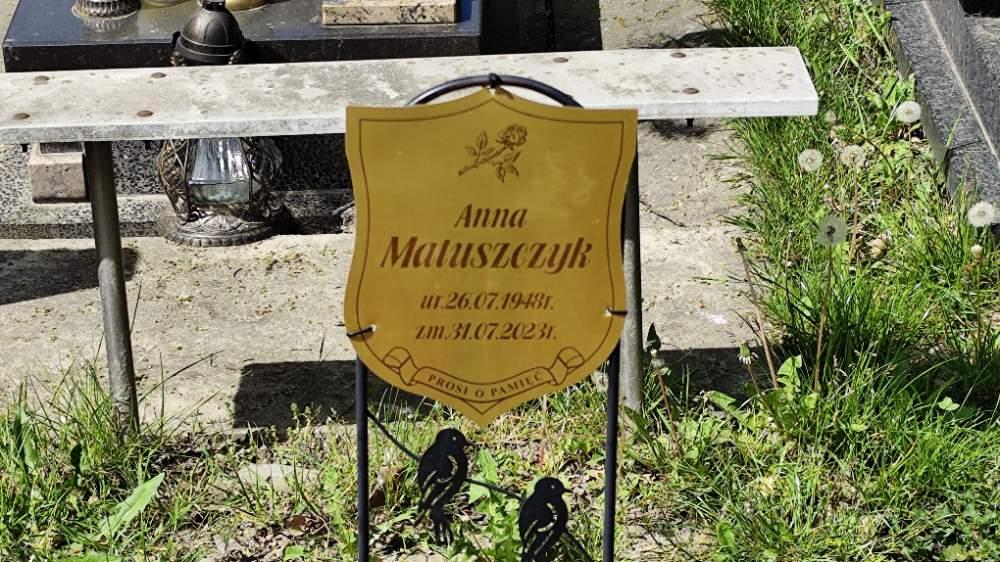 Anna
Matuszczyk
ur.26.07.1948r.
zm.31.07.2023r.
PROSI O PAMIĘĆ